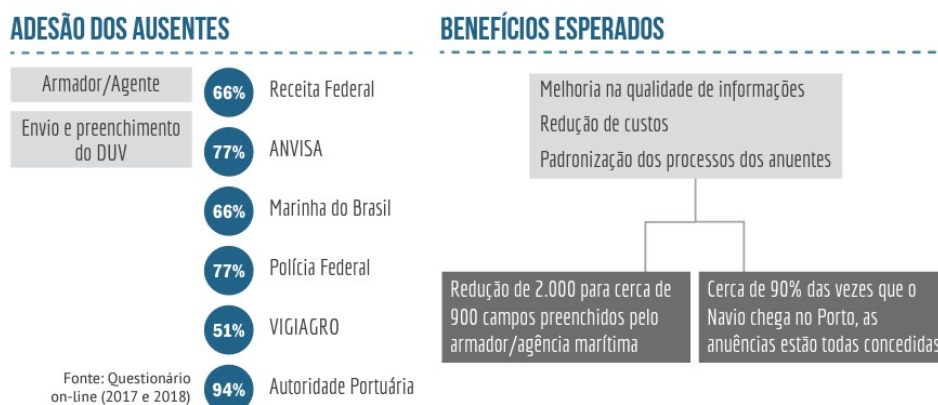 ADESÃO DOS AUSENTES
Armador/Agente
Envio e preenchimento
do DUV
66% Receita Federal
77% ANVISA
66% Marinha do Brasil
77% Polícia Federal
51% VIGIAGRO
94% Autoridade Portuária
Fonte: Questionário
on-line (2017 e 2018)
BENEFÍCIOS ESPERADOS
Melhoria na qualidade de informações
Redução de custos
Padronização dos processos dos anuentes
Redução de 2.000 para cerca de
900 campos preenchidos pelo
armador/agência marítima
Cerca de 90% das vezes que o
Navio chega no Porto, as
anuências estão todas concedidas